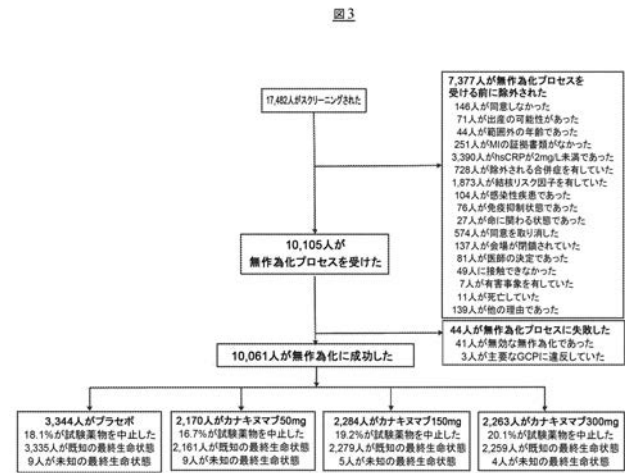 図3
17,482人がスクリーニングされた
7,377人が無作為化プロセスを
受ける前に除外された
146人が同意しなかった
71人が出産の可能性があった
44人が範囲外の年齢であった
251人がMIの証拠書類がなかった
3,390人がhsCRPが2mg/L未満であった
728人が除外される合併症を有していた
1,873人が結核リスク因子を有していた
104人が感染性疾患であった
76人が免疫抑制状態であった
27人が命に関わる状態であった
574人が同意を取り消した
137人が会場が閉鎖されていた
81人が医師の決定であった
49人に接触できなかった
7人が有害事象を有していた
11人が死亡していた
139人が他の理由であった
10,105人が
無作為化プロセスを受けた
44人が無作為化プロセスに失敗した
41人が無効な無作為化であった
3人が主要なGCPに違反していた
10,061人が無作為化に成功した
3,344人がプラセボ
18.1%が試験薬物を中止した
3,335人が既知の最終生命状態
9人が未知の最終生命状態
2,170人がカナキヌマブ50mg
16.7%が試験薬物を中止した
2,161人が既知の最終生命状態
9人が未知の最終生命状態
2,284人がカナキヌマブ150mg
19.2%が試験薬物を中止した
2,279人が既知の最終生命状態
5人が未知の最終生命状態
2,263人がカナキヌマブ300mg
20.1%が試験薬物を中止した
2,259人が既知の最終生命状態
4人が未知の最終生命状態